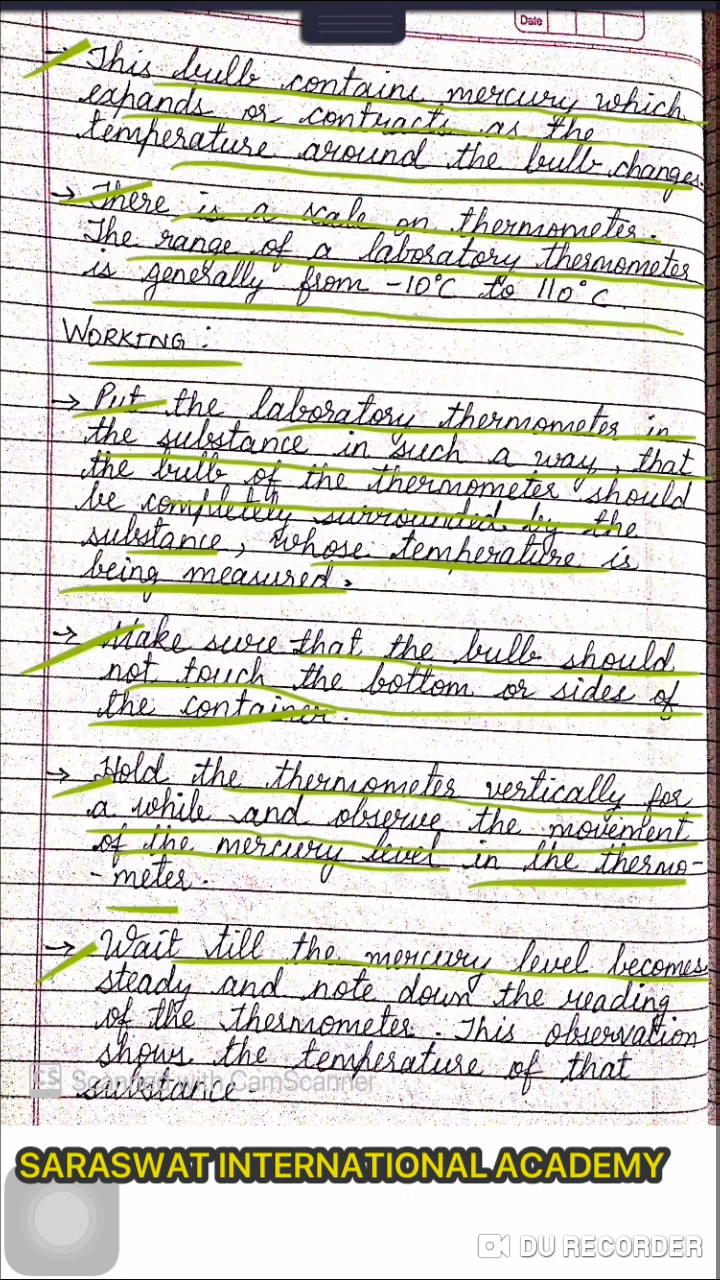 Date
→ This bulb contains mercury which
expands or contracts as the
temperature around the bulb changes.
→ There is a scale on thermometer.
The range of a laboratory thermometer
is generally from -10°C to 110°C.
WORKING :
→ Put the laboratory thermometer in
the substance in such a way, that
the bulb of the thermometer should
be completely surrounded by the
substance, whose temperature is
being measured.
→ Make sure that the bulb should
not touch the bottom or sides of
the container.
→ Hold the thermometer vertically for
a while and observe the movement
of the mercury level in the thermo-
-meter.
→ Wait till the mercury level becomes
steady and note down the reading
of the thermometer. This observation
shows the temperature of that
substance.
CS Scanned with CamScanner
SARASWAT INTERNATIONAL ACADEMY
DU RECORDER